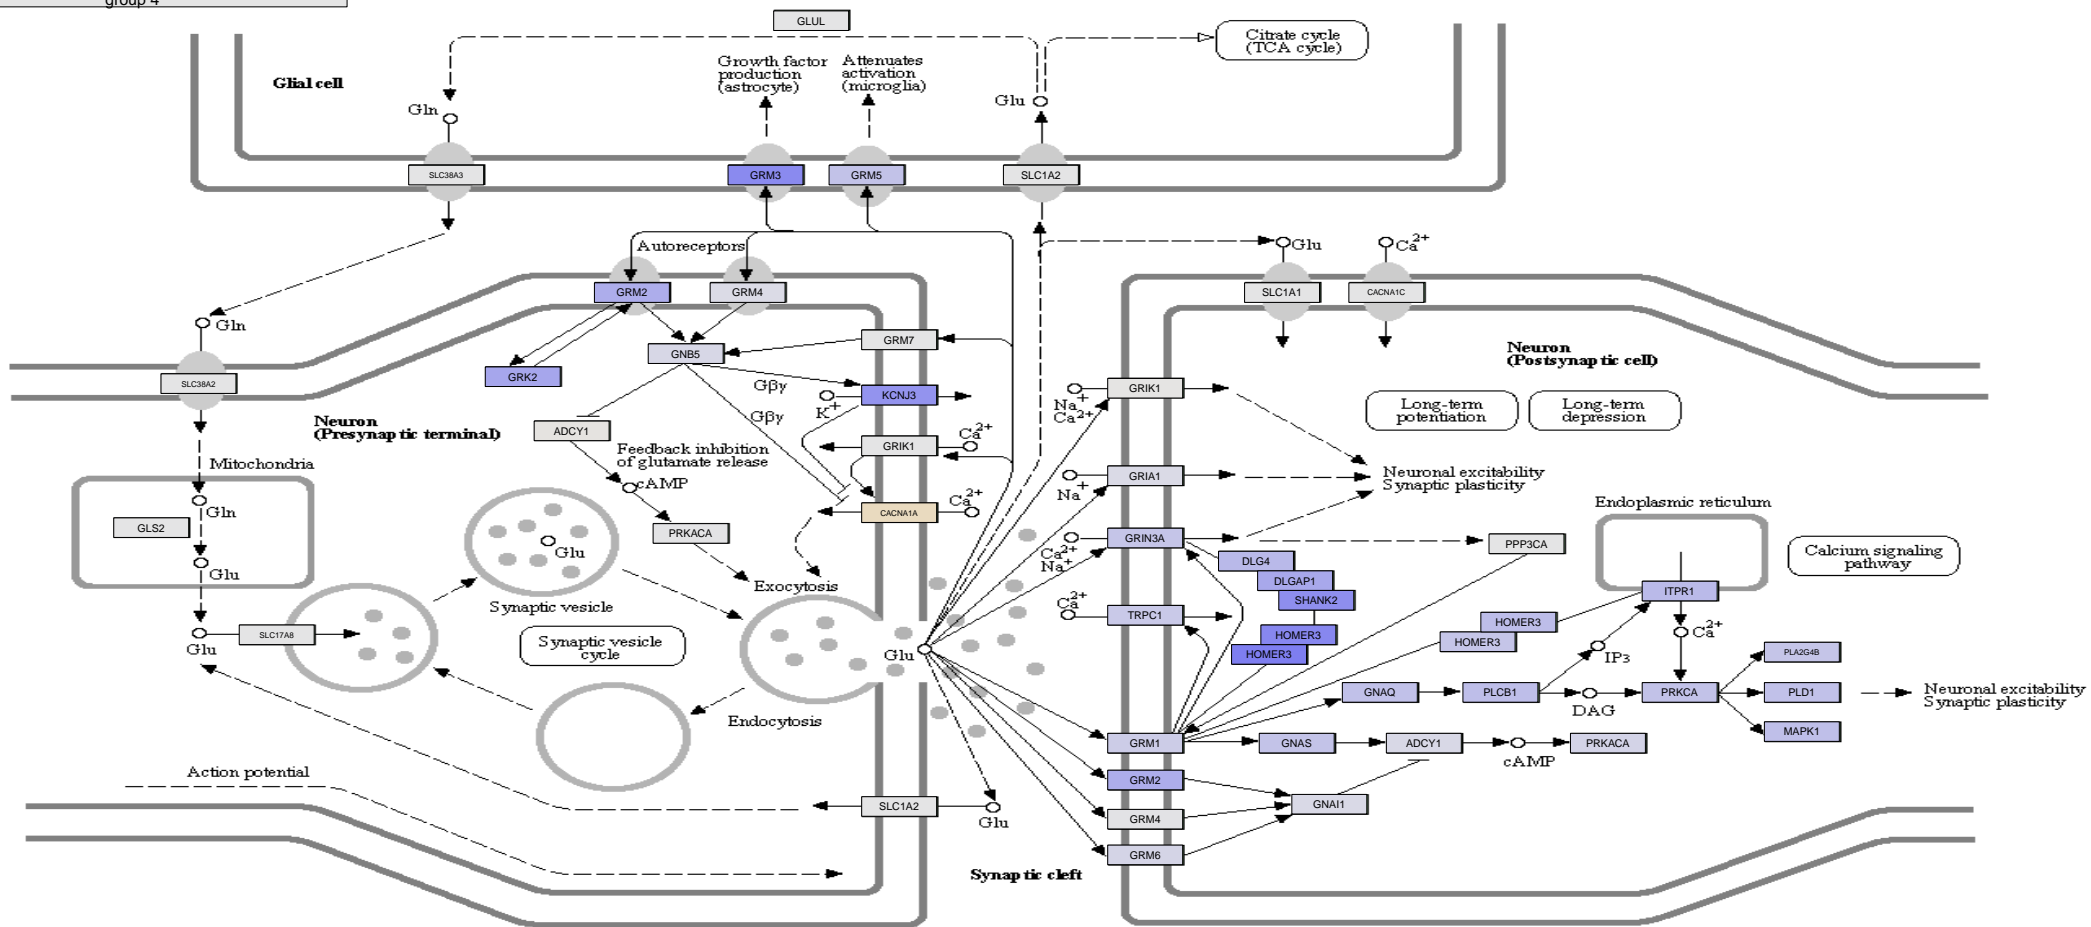 group 4
GLUL
Citrate cycle
(TCA cycle)
Growth factor
production
(astrocyte)
Attenuates
activation
(microglia)
Glial cell
Gln
Glu
SLC38A3
GRM3
GRM5
SLC1A2
Autoreceptors
Glu
Ca2+
GRM2
GRM4
SLC1A1
CACNA1C
Gln
GRM7
GNB5
Neuron
(Postsynaptic cell)
SLC38A2
GRK2
Gβγ
KCNJ3
K+
GRIK1
Na+
Ca2+
Long-term
potentiation
Long-term
depression
Neuron
(Presynaptic terminal)
ADCY1
Gβγ
GRIK1
Ca2+
Feedback inhibition
of glutamate release
Mitochondria
cAMP
GRIA1
Na+
Neuronal excitability
Synaptic plasticity
Gln
Ca2+
CACNA1A
Endoplasmic reticulum
GLS2
PRKACA
Glu
GRIN3A
Ca2+
Na+
PPP3CA
Calcium signaling
pathway
DLG4
DLGAP1
SHANK2
HOMER3
HOMER3
Glu
Exocytosis
Synaptic vesicle
ITPR1
Ca2+
TRPC1
HOMER3
HOMER3
Ca2+
IP3
SLC17A8
Glu
Synaptic vesicle
cycle
Glu
PLA2G4B
GNAQ
PLCB1
DAG
PRKCA
PLD1
Neuronal excitability
Synaptic plasticity
MAPK1
Endocytosis
GRM1
GNAS
ADCY1
cAMP
PRKACA
Action potential
GRM2
SLC1A2
Glu
GNAI1
GRM4
GRM6
Synaptic cleft